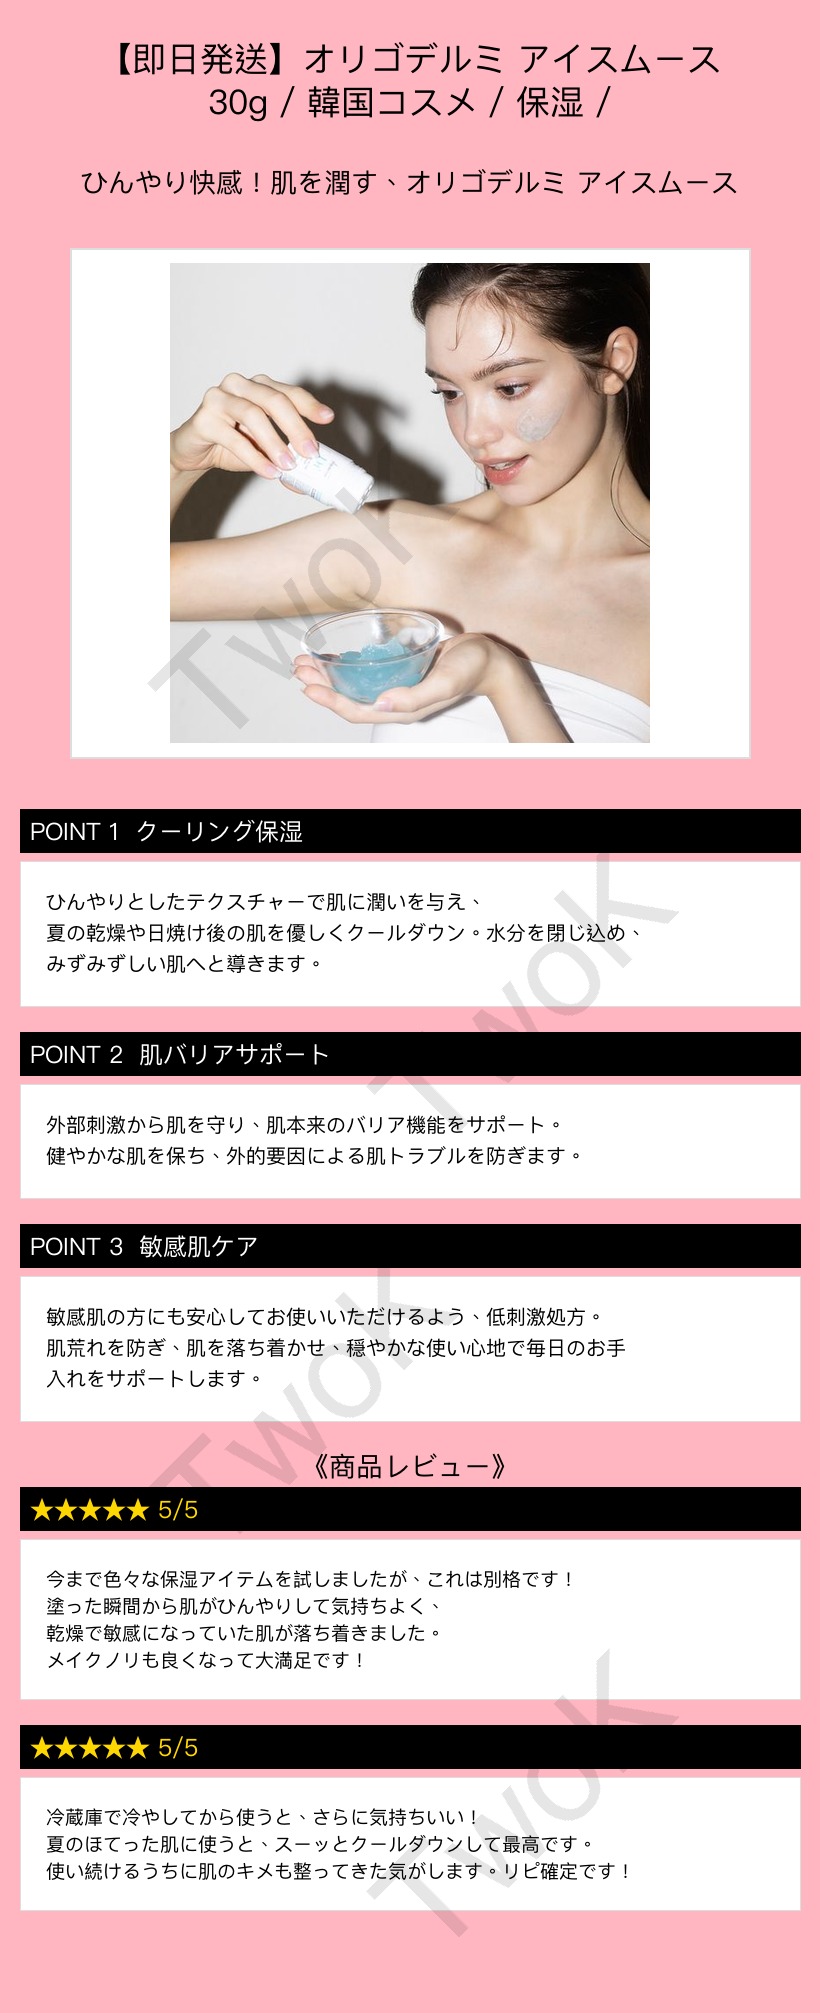 【即日発送】オリゴデルミ アイスムース
30g / 韓国コスメ / 保湿 /
ひんやり快感！肌を潤す、オリゴデルミ アイスムース
TwoK
POINT 1 クーリング保湿
ひんやりとしたテクスチャーで肌に潤いを与え、
夏の乾燥や日焼け後の肌を優しくクールダウン。水分を閉じ込め、
みずみずしい肌へと導きます。
TwoK
POINT 2 肌バリアサポート
外部刺激から肌を守り、肌本来のバリア機能をサポート。
健やかな肌を保ち、外的要因による肌トラブルを防ぎます。
POINT 3 敏感肌ケア
敏感肌の方にも安心してお使いいただけるよう、低刺激処方。
肌荒れを防ぎ、肌を落ち着かせ、穏やかな使い心地で毎日のお手
入れをサポートします。
TwoK
《商品レビュー》
★★★★★ 5/5
今まで色々な保湿アイテムを試しましたが、これは別格です！
塗った瞬間から肌がひんやりして気持ちよく、
乾燥で敏感になっていた肌が落ち着きました。
メイクノリも良くなって大満足です！
★★★★★ 5/5
冷蔵庫で冷やしてから使うと、さらに気持ちいい！
夏のほてった肌に使うと、スーッとクールダウンして最高です。
使い続けるうちに肌のキメも整ってきた気がします。リピ確定です！
TwoK